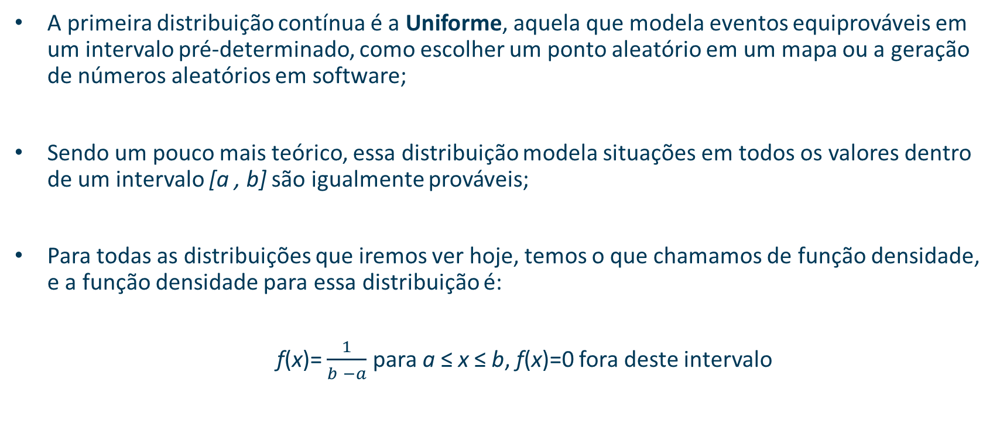 • A primeira distribuição contínua é a Uniforme, aquela que modela eventos equiprováveis em
um intervalo pré-determinado, como escolher um ponto aleatório em um mapa ou a geração
de números aleatórios em software;
• Sendo um pouco mais teórico, essa distribuição modela situações em todos os valores dentro
de um intervalo [a , b] são igualmente prováveis;
• Para todas as distribuições que iremos ver hoje, temos o que chamamos de função densidade,
e a função densidade para essa distribuição é:
f(x)= 1/(b −a) para a ≤ x ≤ b, f(x)=0 fora deste intervalo